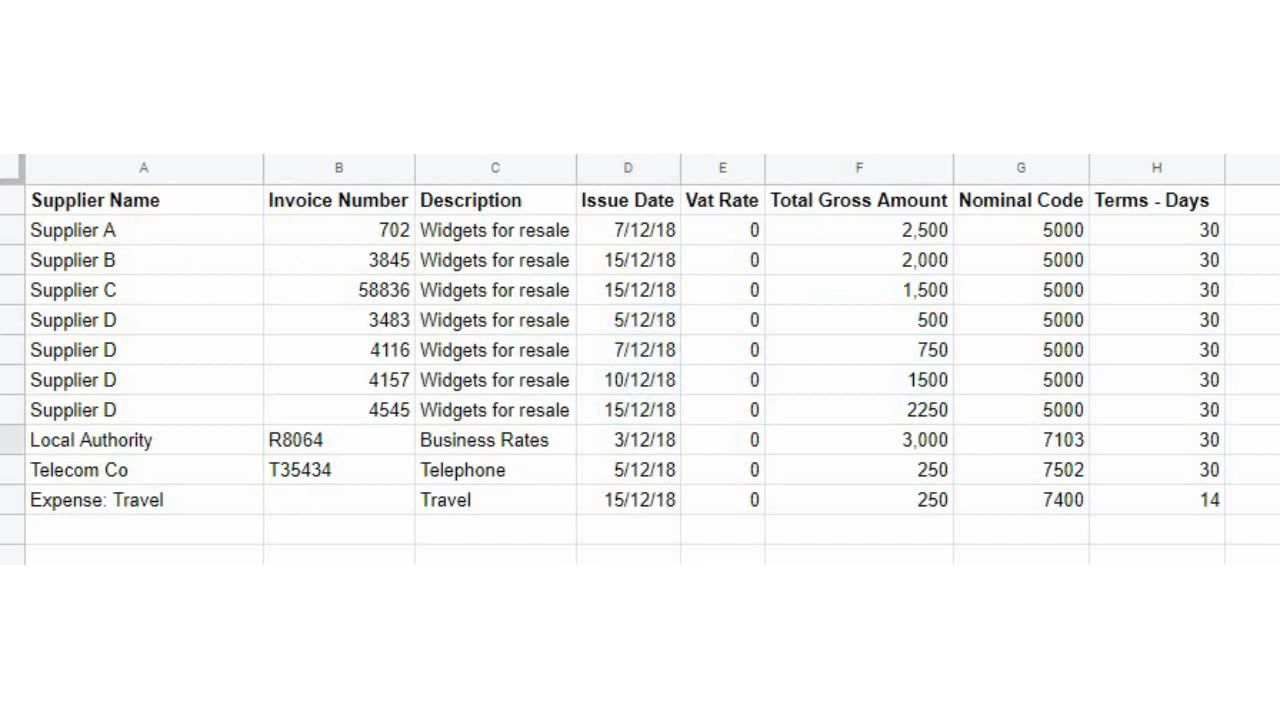 A B C D E F G H
Supplier Name Invoice Number Description Issue Date Vat Rate Total Gross Amount Nominal Code Terms - Days
Supplier A 702 Widgets for resale 7/12/18 0 2,500 5000 30
Supplier B 3845 Widgets for resale 15/12/18 0 2,000 5000 30
Supplier C 58836 Widgets for resale 15/12/18 0 1,500 5000 30
Supplier D 3483 Widgets for resale 5/12/18 0 500 5000 30
Supplier D 4116 Widgets for resale 7/12/18 0 750 5000 30
Supplier D 4157 Widgets for resale 10/12/18 0 1500 5000 30
Supplier D 4545 Widgets for resale 15/12/18 0 2250 5000 30
Local Authority R8064 Business Rates 3/12/18 0 3,000 7103 30
Telecom Co T35434 Telephone 5/12/18 0 250 7502 30
Expense: Travel Travel 15/12/18 0 250 7400 14